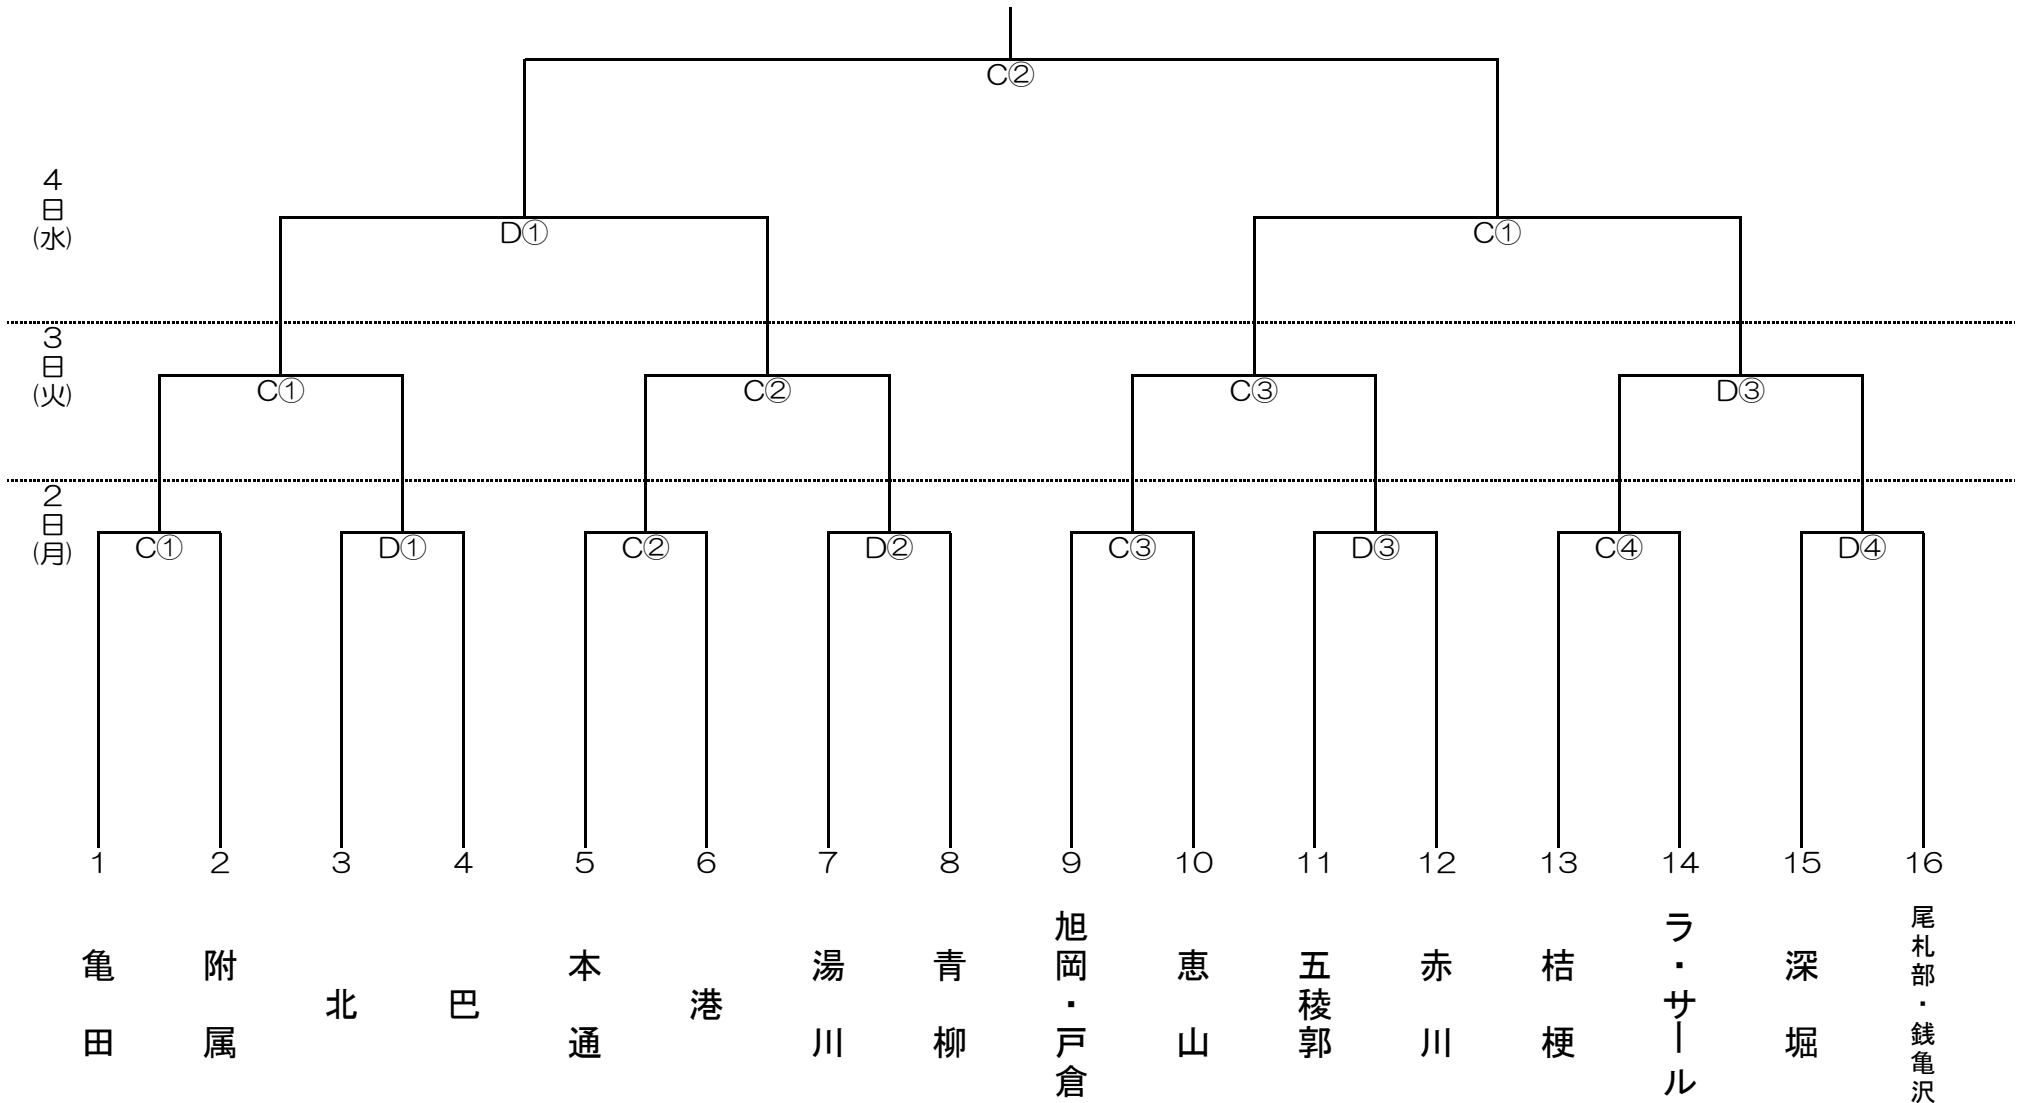 C②
4日(水)
D①
C①
3日(火)
C①
C②
C③
D③
2日(月)
C①
D①
C②
D②
C③
D③
C④
D④
1
2
3
4
5
6
7
8
9
10
11
12
13
14
15
16
亀田
附属
北
巴
本通
港
湯川
青柳
旭岡・戸倉
恵山
五稜郭
赤川
桔梗
ラ・サール
深堀
尾札部・銭亀沢